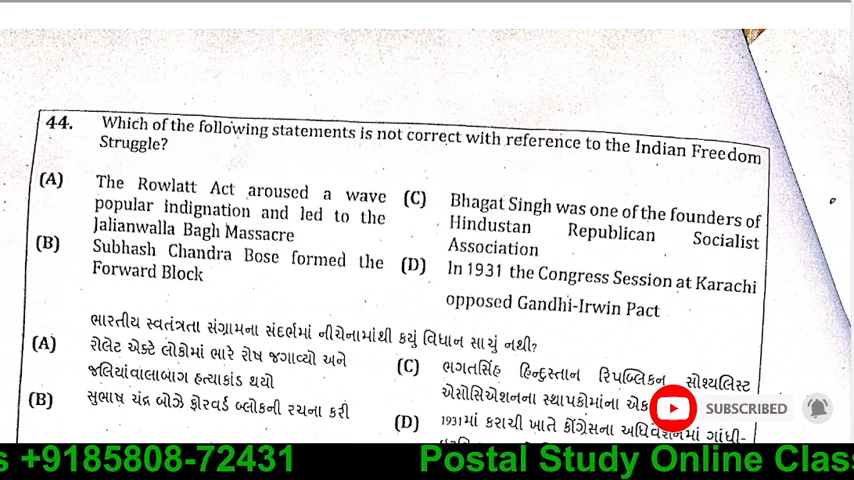 44. Which of the following statements is not correct with reference to the Indian Freedom
Struggle?
(A) The Rowlatt Act aroused a wave
popular indignation and led to the
Jalianwalla Bagh Massacre
(B) Subhash Chandra Bose formed the
Forward Block
(C) Bhagat Singh was one of the founders of
Hindustan Republican Socialist
Association
(D) In 1931 the Congress Session at Karachi
opposed Gandhi-Irwin Pact
ભારતીય સ્વતંત્રતા સંગ્રામના સંદર્ભમાં નીચેનામાંથી કયું વિધાન સાચું નથી?
(A) રોલેટ એક્ટે લોકોમાં ભારે રોષ જગાવ્યો અને
જલિયાંવાલાબાગ હત્યાકાંડ થયો
(B) સુભાષ ચંદ્ર બોઝે ફોરવર્ડ બ્લોકની રચના કરી
(C) ભગતસિંહ હિન્દુસ્તાન રિપબ્લિકન સોશ્યલિસ્ટ
એસોસિએશનના સ્થાપકોમાંના એક
(D) 1931માં કરાચી ખાતે કોંગ્રેસના અધિવેશનમાં ગાંધી-
SUBSCRIBED
s +9185808-72431 Postal Study Online Clas